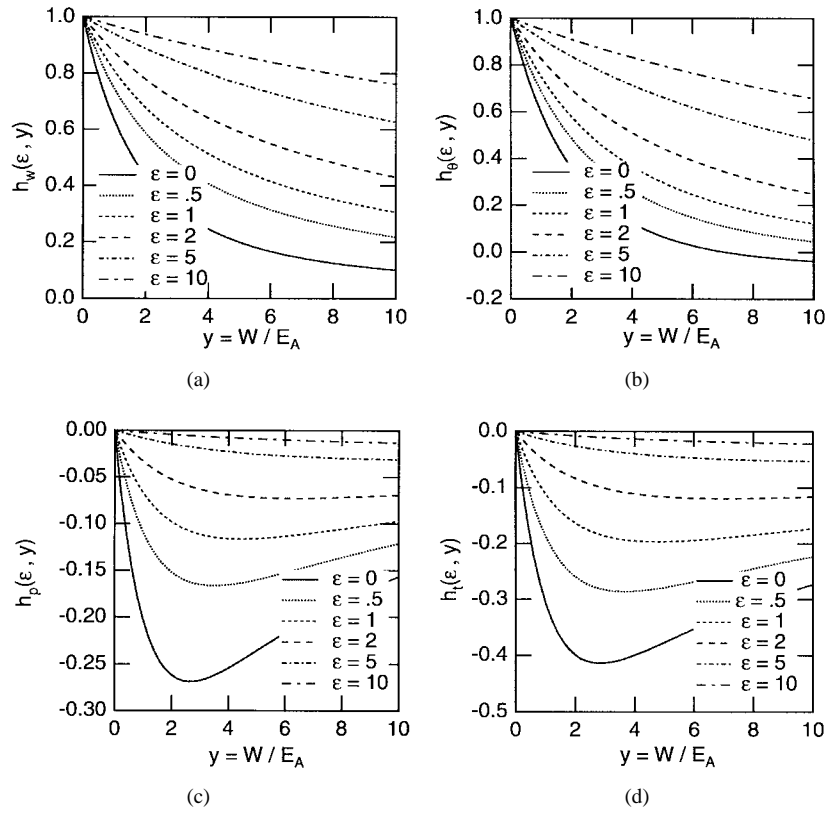 1.0
0.8
0.6
0.4
0.2
0.0
h_w(ε, y)
ε = 0
ε = .5
ε = 1
ε = 2
ε = 5
ε = 10
0 2 4 6 8 10
y = W / E_A
(a)
1.0
0.8
0.6
0.4
0.2
0.0
-0.2
h_θ(ε, y)
ε = 0
ε = .5
ε = 1
ε = 2
ε = 5
ε = 10
0 2 4 6 8 10
y = W / E_A
(b)
0.00
-0.05
-0.10
-0.15
-0.20
-0.25
-0.30
h_p(ε, y)
ε = 0
ε = .5
ε = 1
ε = 2
ε = 5
ε = 10
0 2 4 6 8 10
y = W / E_A
(c)
0.0
-0.1
-0.2
-0.3
-0.4
-0.5
h_t(ε, y)
ε = 0
ε = .5
ε = 1
ε = 2
ε = 5
ε = 10
0 2 4 6 8 10
y = W / E_A
(d)